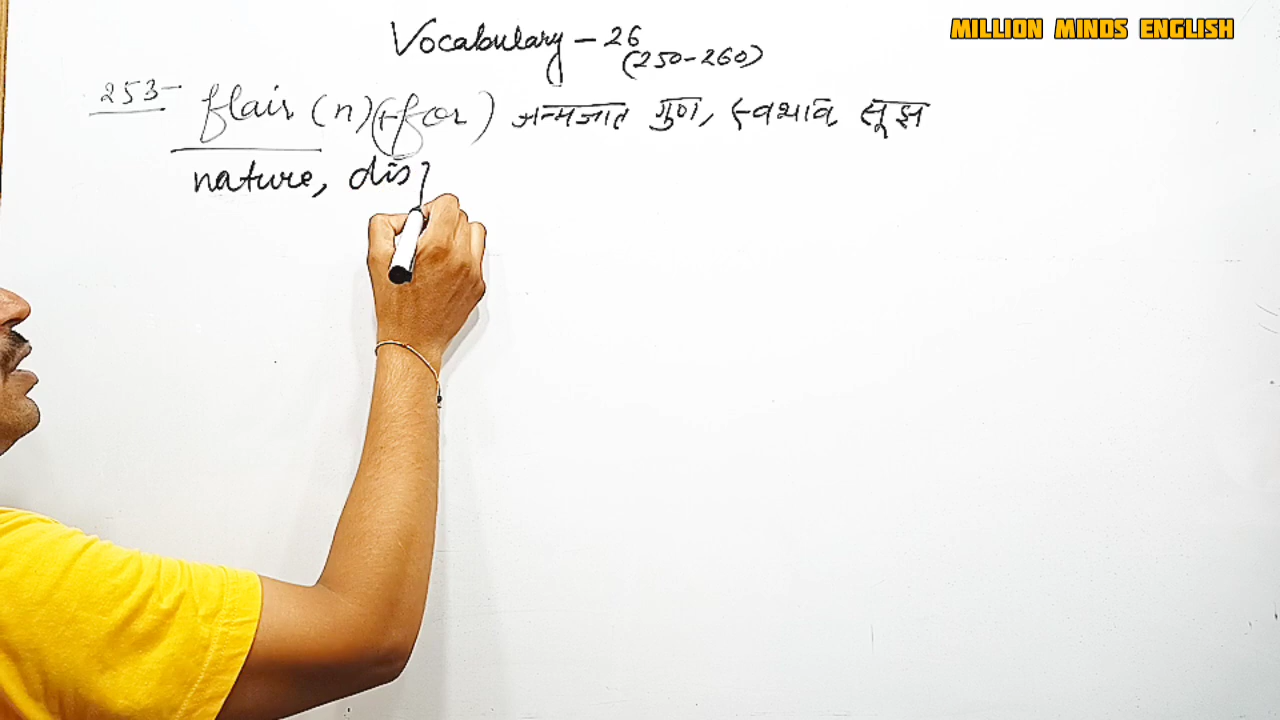 MILLION MINDS ENGLISH
Vocabulary - 26
(250-260)
253- flair (n) (+for) जन्मजात गुण, स्वभाव, सूझ
nature, dis